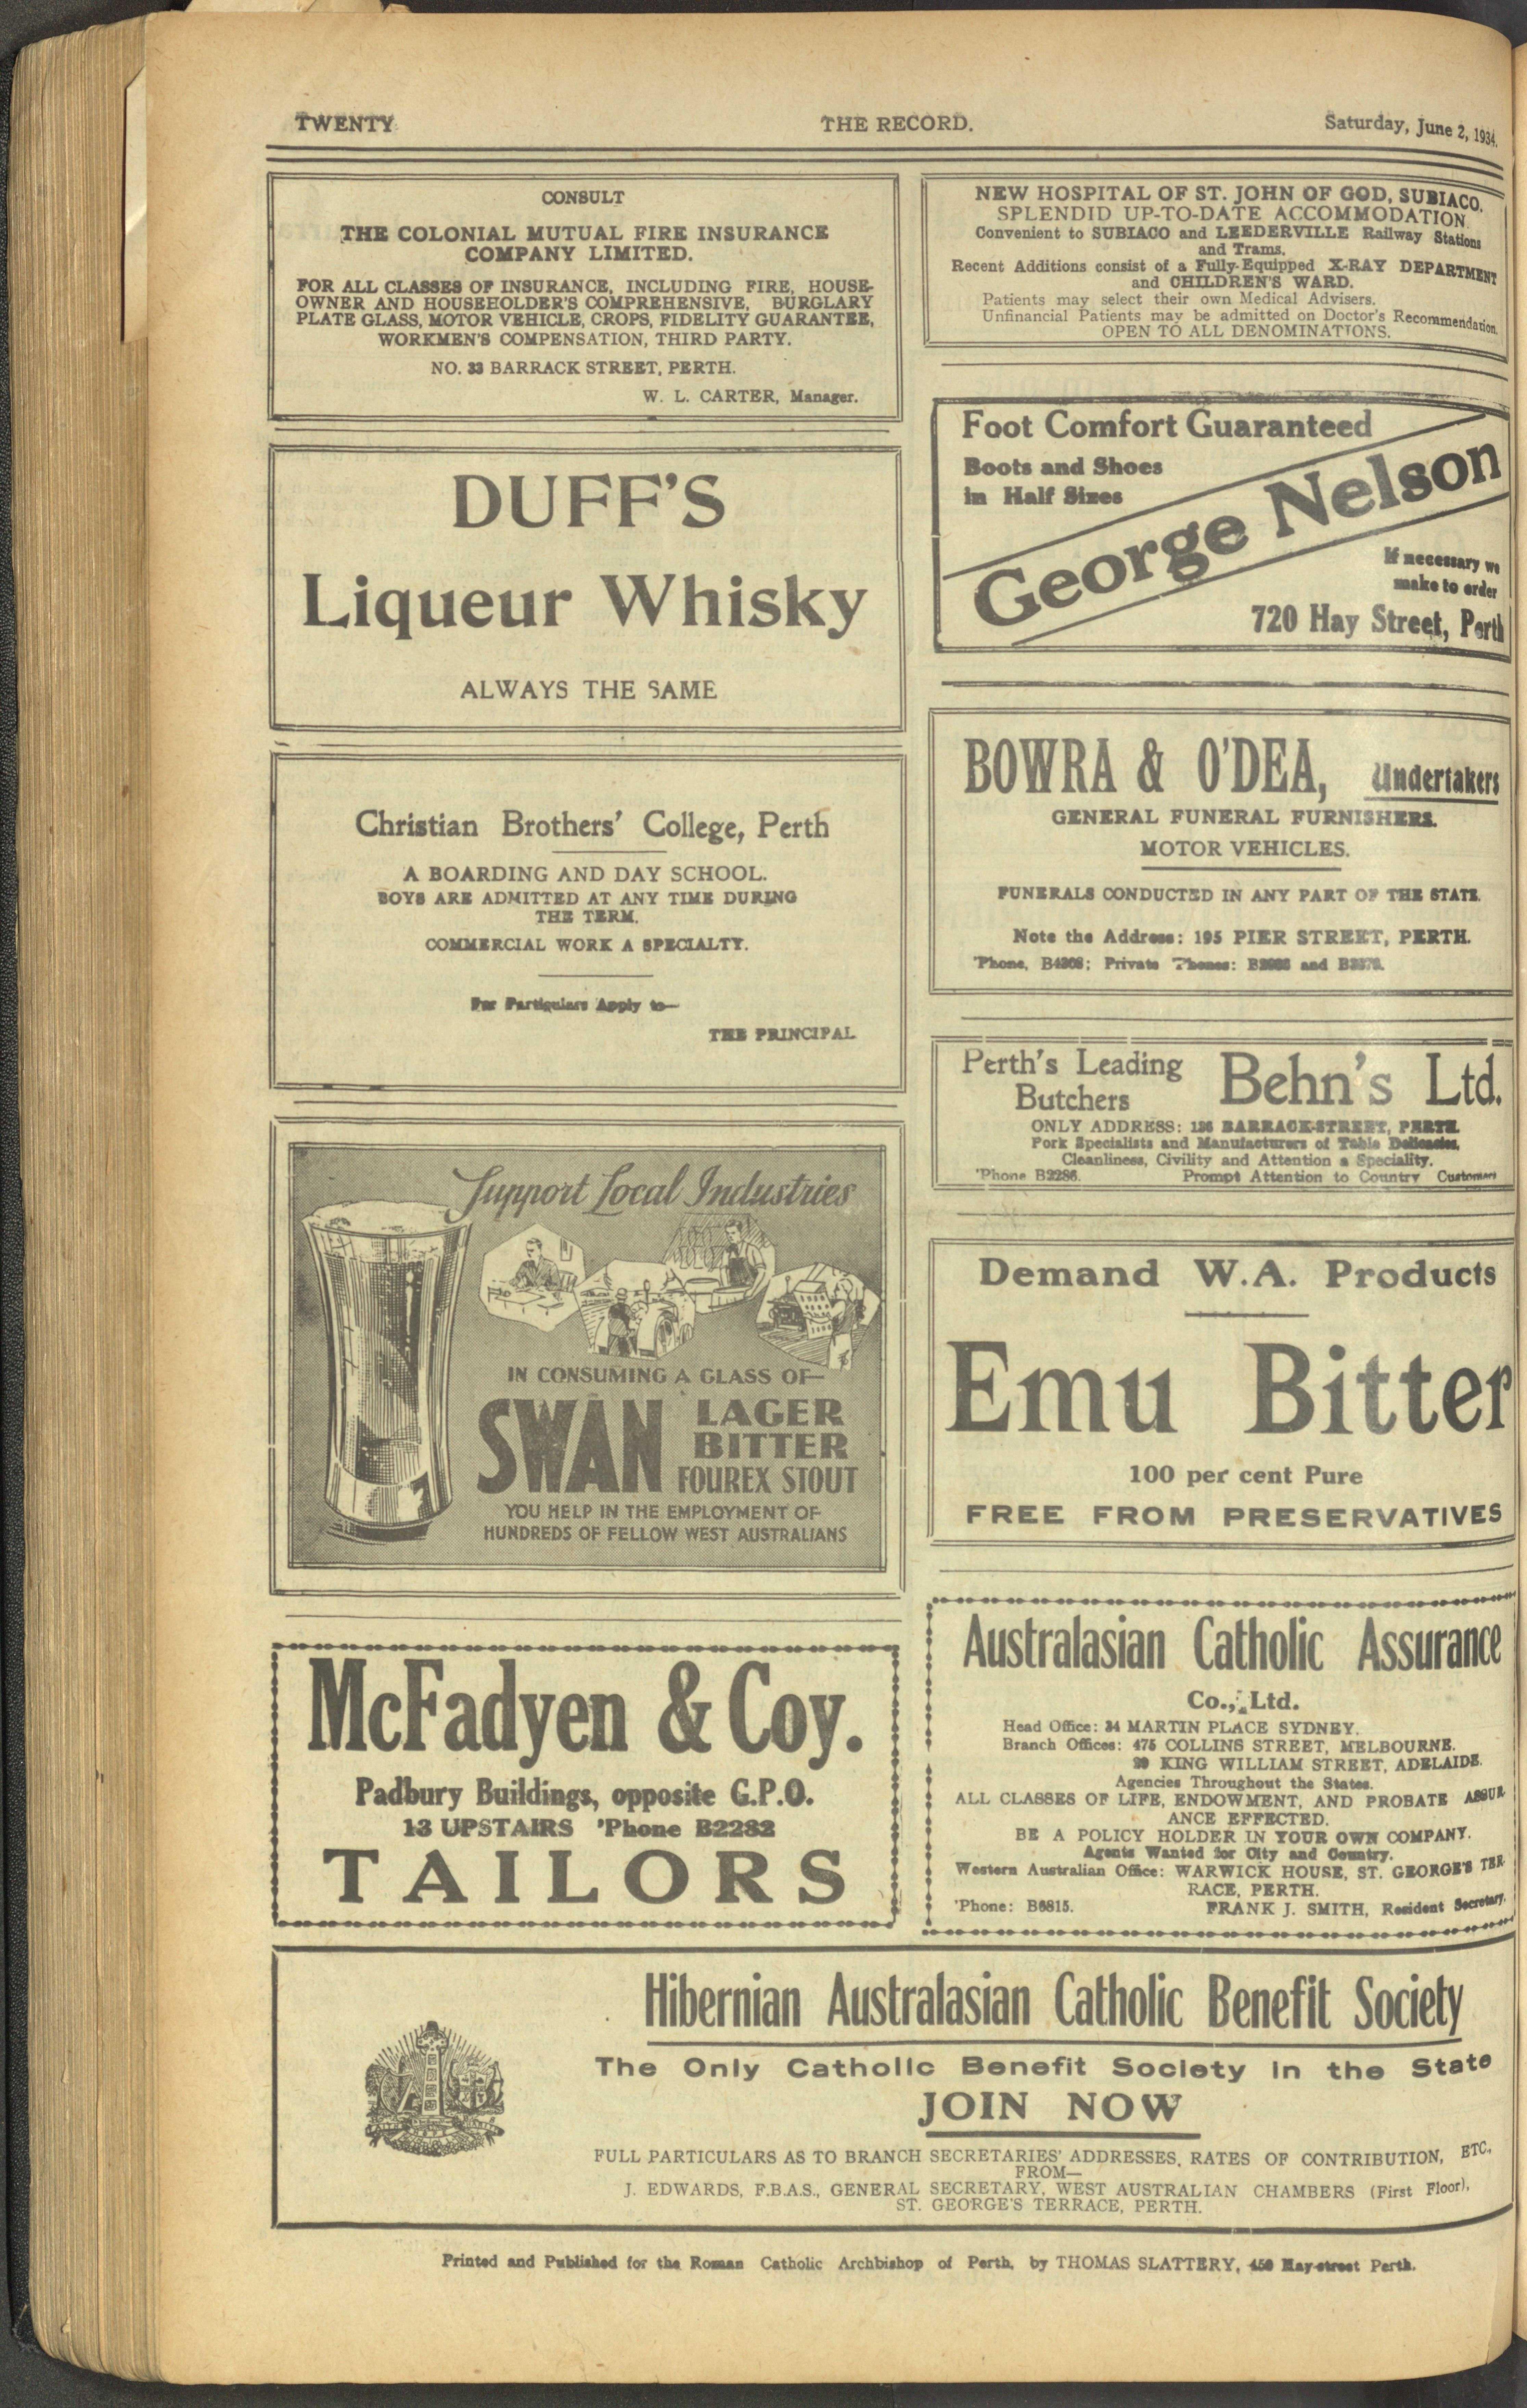 TWENTY
THE RECORD.
Saturday, June 2, 1934.
CONSULT
THE COLONIAL MUTUAL FIRE INSURANCE
COMPANY LIMITED.
FOR ALL CLASSES OF INSURANCE, INCLUDING FIRE, HOUSE-
OWNER AND HOUSEHOLDER'S COMPREHENSIVE, BURGLARY
PLATE GLASS, MOTOR VEHICLE, CROPS, FIDELITY GUARANTEE,
WORKMEN'S COMPENSATION, THIRD PARTY.
NO. 33 BARRACK STREET, PERTH.
W. L. CARTER, Manager.
DUFF'S
Liqueur Whisky
ALWAYS THE SAME
Christian Brothers' College, Perth
A BOARDING AND DAY SCHOOL.
BOYS ARE ADMITTED AT ANY TIME DURING
THE TERM.
COMMERCIAL WORK A SPECIALTY.
For Particulars Apply to—
THE PRINCIPAL
Support Local Industries
IN CONSUMING A GLASS OF—
SWAN LAGER
BITTER
FOUREX STOUT
YOU HELP IN THE EMPLOYMENT OF
HUNDREDS OF FELLOW WEST AUSTRALIANS
McFadyen & Coy.
Padbury Buildings, opposite G.P.O.
13 UPSTAIRS 'Phone B2282
TAILORS
NEW HOSPITAL OF ST. JOHN OF GOD, SUBIACO.
SPLENDID UP-TO-DATE ACCOMMODATION
Convenient to SUBIACO and LEEDERVILLE Railway Stations
and Trams.
Recent Additions consist of a Fully-Equipped X-RAY DEPARTMENT
and CHILDREN'S WARD.
Patients may select their own Medical Advisers.
Unfinancial Patients may be admitted on Doctor's Recommendation.
OPEN TO ALL DENOMINATIONS.
Foot Comfort Guaranteed
Boots and Shoes
in Half Sizes
George Nelson
If necessary we
make to order
720 Hay Street, Perth
BOWRA & O'DEA, Undertakers
GENERAL FUNERAL FURNISHERS.
MOTOR VEHICLES.
FUNERALS CONDUCTED IN ANY PART OF THE STATE.
Note the Address: 195 PIER STREET, PERTH.
'Phone, B4308; Private 'Phones: and
Perth's Leading
Butchers
Behn's Ltd.
ONLY ADDRESS: 136 BARRACK-STREET, PERTH.
Pork Specialists and Manufacturers of Table Delicacies.
Cleanliness, Civility and Attention a Speciality.
'Phone B2286. Prompt Attention to Country Customers
Demand W.A. Products
Emu Bitter
100 per cent Pure
FREE FROM PRESERVATIVES
Australasian Catholic Assurance
Co., Ltd.
Head Office: 34 MARTIN PLACE SYDNEY.
Branch Offices: 475 COLLINS STREET, MELBOURNE.
KING WILLIAM STREET, ADELAIDE.
Agencies Throughout the States.
ALL CLASSES OF LIFE, ENDOWMENT, AND PROBATE ASSUR-
ANCE EFFECTED.
BE A POLICY HOLDER IN YOUR OWN COMPANY.
Agents Wanted for City and Country.
Western Australian Office: WARWICK HOUSE, ST. GEORGE'S TER-
RACE, PERTH.
'Phone: B6815. FRANK J. SMITH, Resident Secretary.
Hibernian Australasian Catholic Benefit Society
The Only Catholic Benefit Society in the State
JOIN NOW
FULL PARTICULARS AS TO BRANCH SECRETARIES' ADDRESSES, RATES OF CONTRIBUTION, ETC.,
FROM—
J. EDWARDS, F.B.A.S., GENERAL SECRETARY, WEST AUSTRALIAN CHAMBERS (First Floor),
ST. GEORGE'S TERRACE, PERTH.
Printed and Published for the Roman Catholic Archbishop of Perth, by THOMAS SLATTERY, 450 Hay-street Perth.